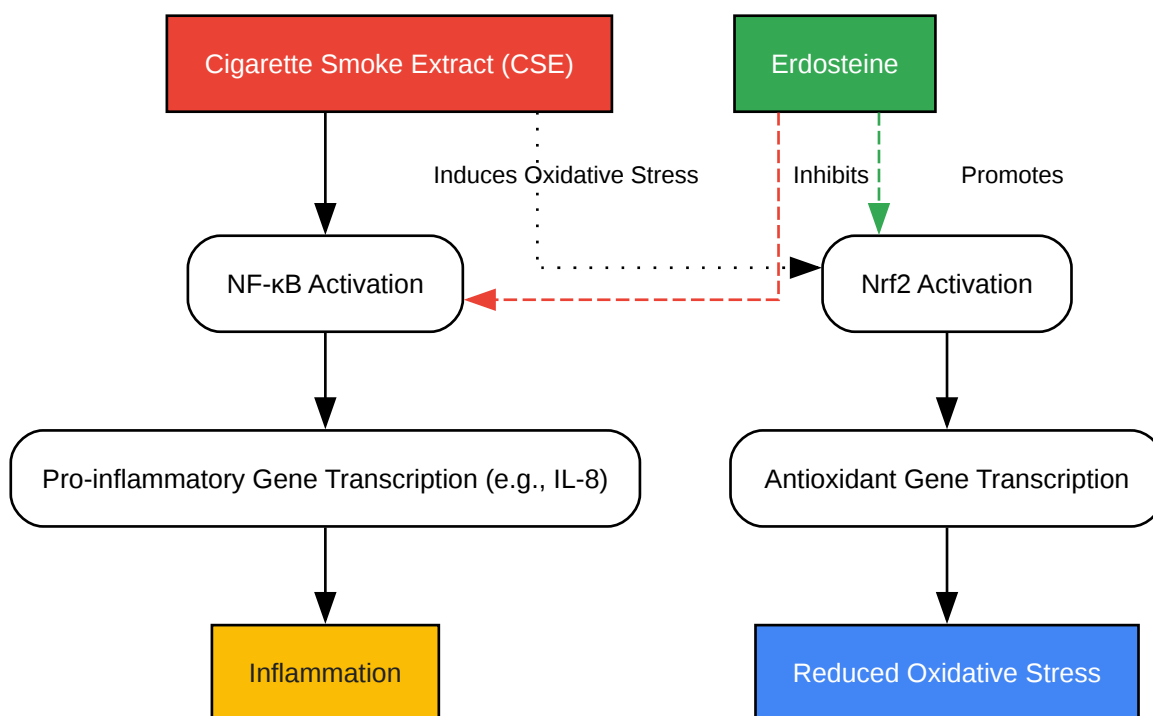 Cigarette Smoke Extract (CSE)
Erdosteine
Induces Oxidative Stress
Inhibits
Promotes
NF-κB Activation
Nrf2 Activation
Pro-inflammatory Gene Transcription (e.g., IL-8)
Antioxidant Gene Transcription
Inflammation
Reduced Oxidative Stress